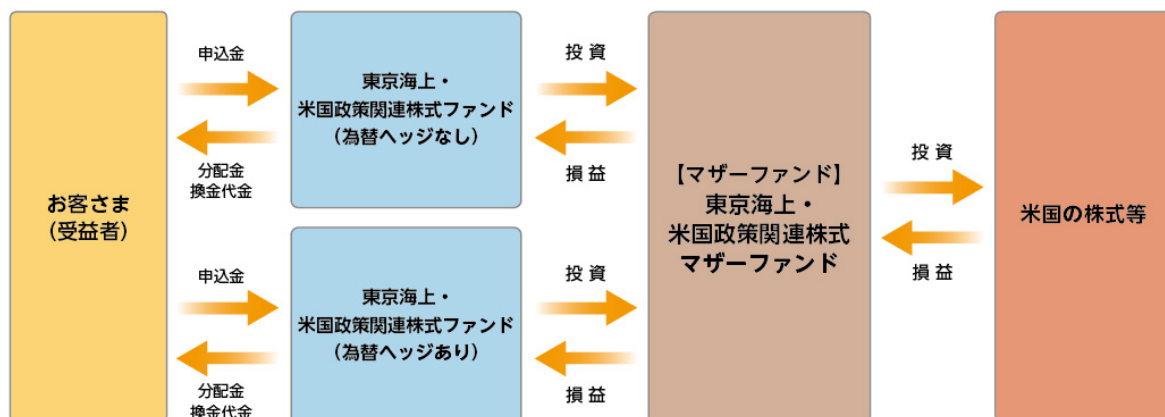 お客さま
（受益者）
申込金
分配金
換金代金
東京海上・
米国政策関連株式ファンド
（為替ヘッジなし）
投 資
損 益
申込金
分配金
換金代金
東京海上・
米国政策関連株式ファンド
（為替ヘッジあり）
投 資
損 益
【マザーファンド】
東京海上・
米国政策関連株式
マザーファンド
投 資
損 益
米国の株式等